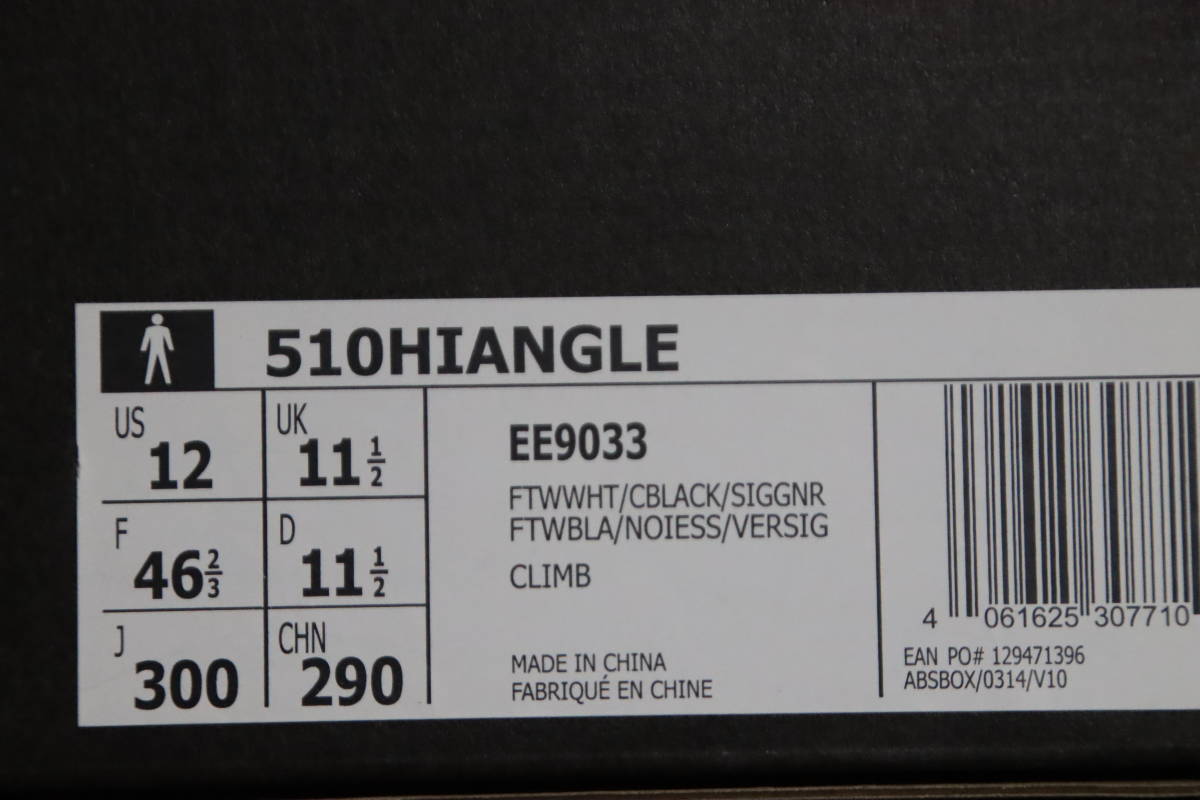 510HIANGLE
US 12
UK 11 1/2
F 46 2/3
D 11 1/2
J 300
CHN 290
EE9033
FTWWHT/CBLACK/SIGGNR
FTWBLA/NOIESS/VERSIG
CLIMB
MADE IN CHINA
FABRIQUÉ EN CHINE
4 061625 307710
EAN PO# 129471396
ABSBOX/0314/V10